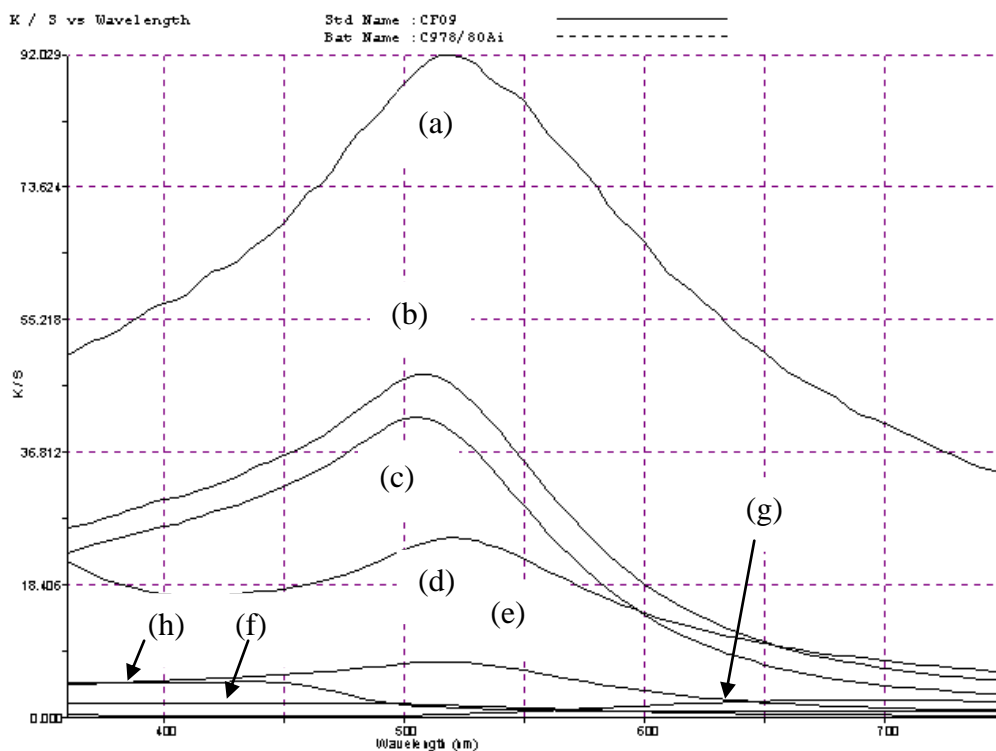 K / S vs Wavelength
Std Name :CF09
Bat Name :C978/80Ai
92.029
(a)
73.624
55.218
(b)
K/S
36.812
(c)
(g)
18.406
(d)
(e)
(h)
(f)
0.000
400
500
600
700
Wavelength (nm)